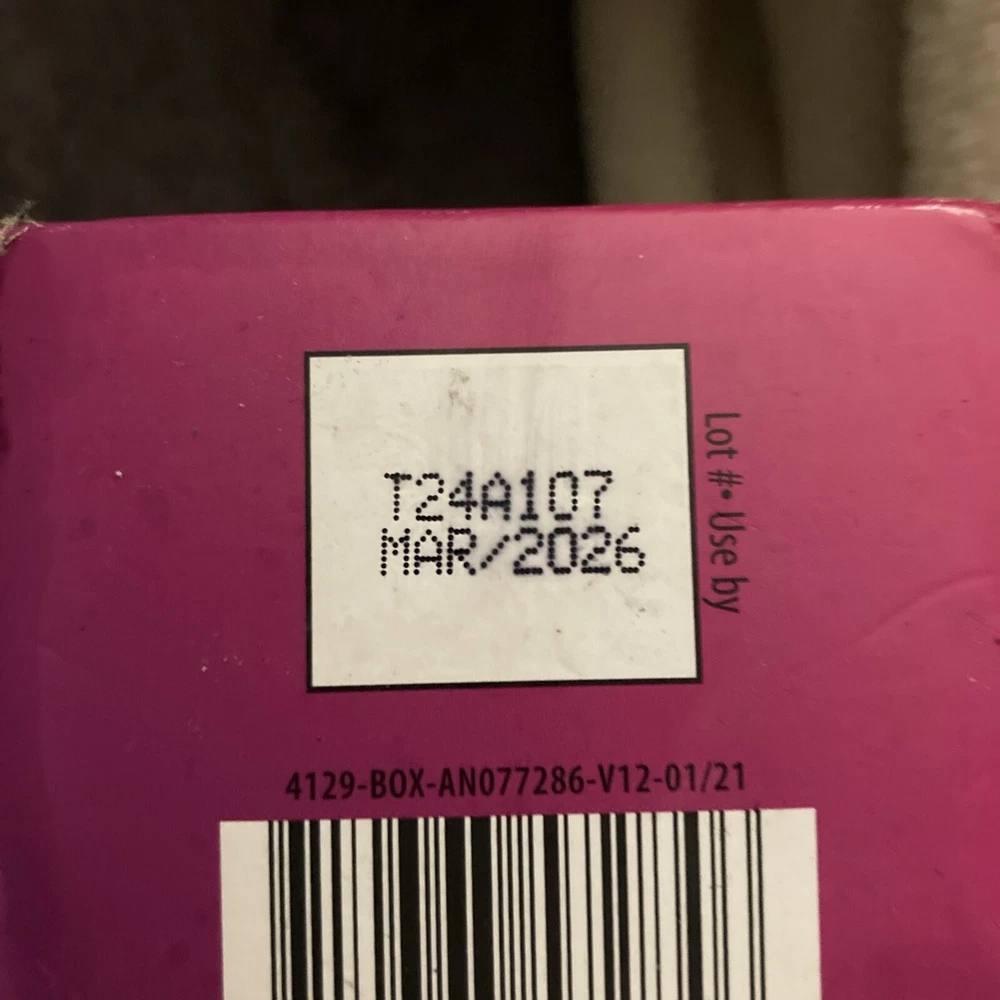 T24A107
MAR/2026
Lot #• Use by
4129-BOX-AN077286-V12-01/21